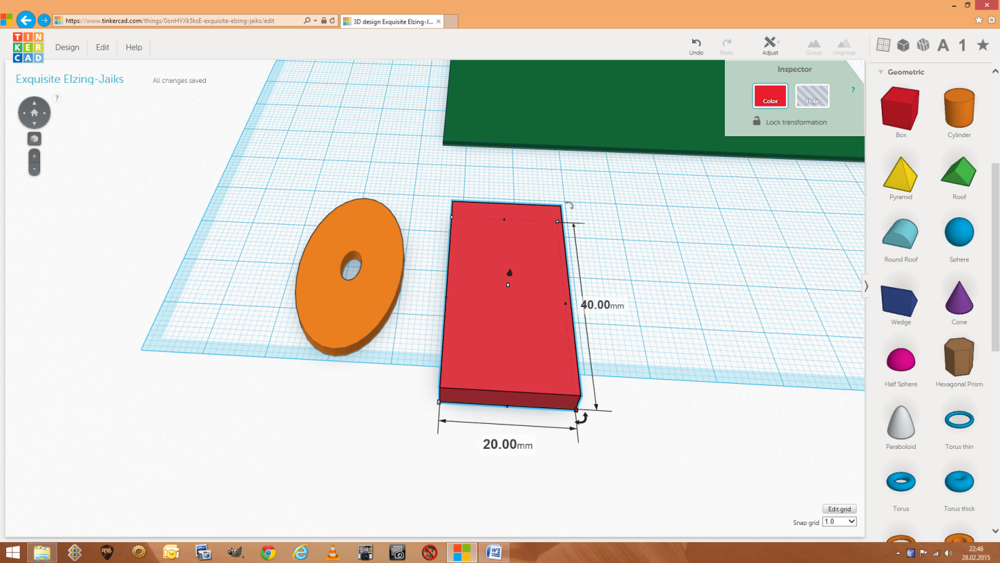 https://www.tinkercad.com/things/0onHYXk5ksE-exquisite-elzing-jaiks/edit
3D design Exquisite Elzing-J...
TIN
KER
CAD
Design
Edit
Help
Undo
Redo
Adjust
Group
Ungroup
A
1
Exquisite Elzing-Jaiks
All changes saved
?
+
-
Inspector
Color
Hole
?
Lock transformation
40.00mm
20.00mm
Edit grid
Snap grid 1.0
Geometric
Box
Cylinder
Pyramid
Roof
Round Roof
Sphere
Wedge
Cone
Half Sphere
Hexagonal Prism
Paraboloid
Torus thin
Torus
Torus thick
22:46
28.02.2015